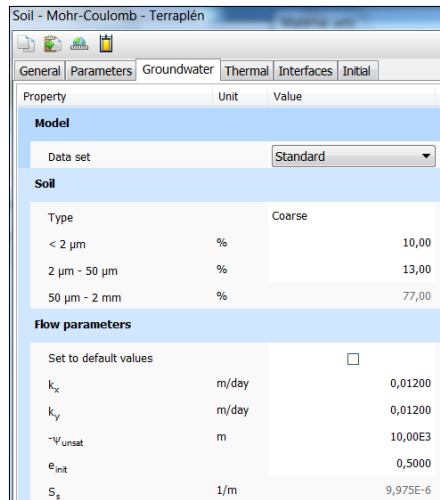 Soil - Mohr-Coulomb - Terraplén
General Parameters Groundwater Thermal Interfaces Initial
Property Unit Value
Model
Data set Standard
Soil
Type Coarse
< 2 µm % 10,00
2 µm - 50 µm % 13,00
50 µm - 2 mm % 77,00
Flow parameters
Set to default values
kx m/day 0,01200
ky m/day 0,01200
-ψunsat m 10,00E3
einit 0,5000
Ss 1/m 9,975E-6